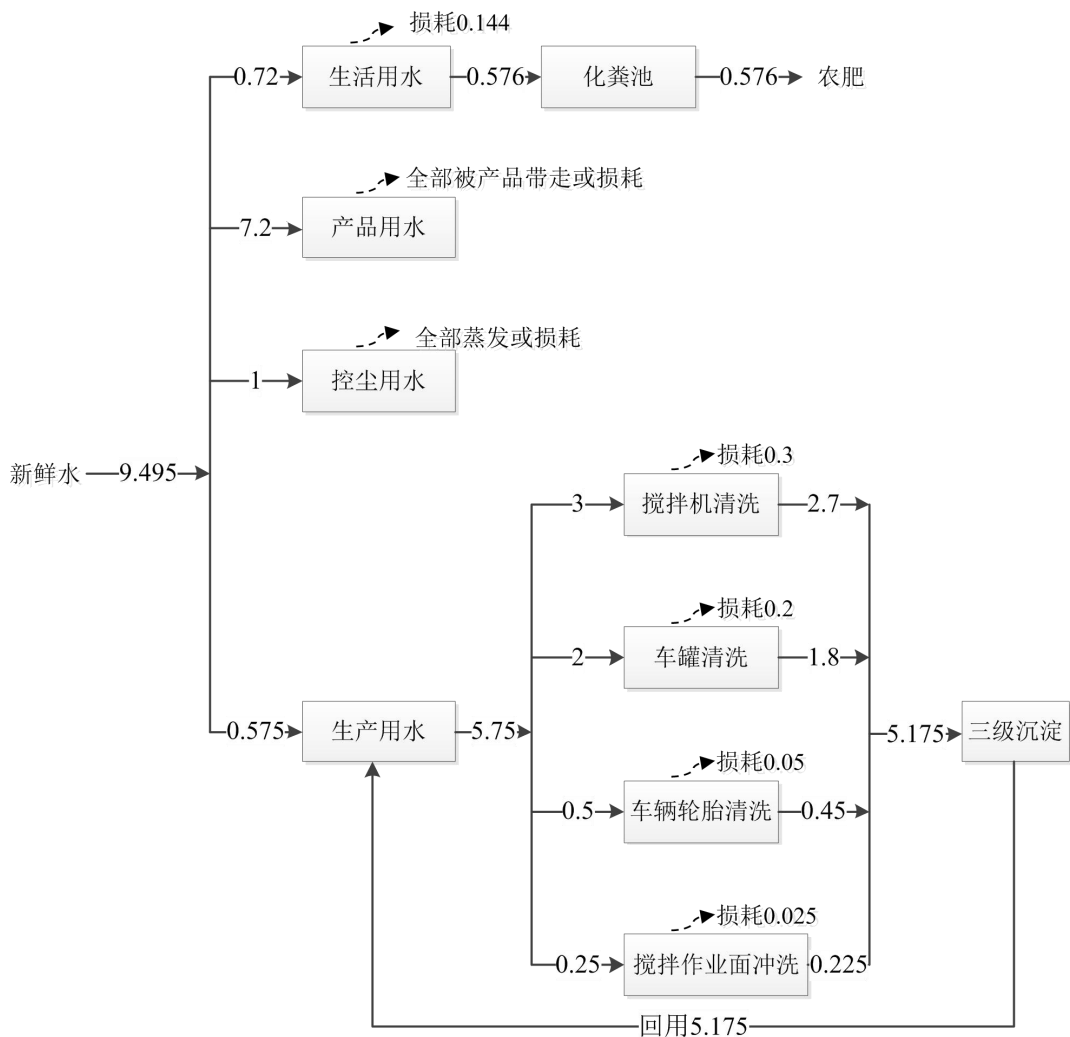 损耗0.144
0.72
生活用水
0.576
化粪池
0.576
农肥
全部被产品带走或损耗
7.2
产品用水
全部蒸发或损耗
1
控尘用水
新鲜水
9.495
损耗0.3
3
搅拌机清洗
2.7
损耗0.2
2
车罐清洗
1.8
0.575
生产用水
5.75
5.175
三级沉淀
损耗0.05
0.5
车辆轮胎清洗
0.45
损耗0.025
0.25
搅拌作业面冲洗
0.225
回用5.175